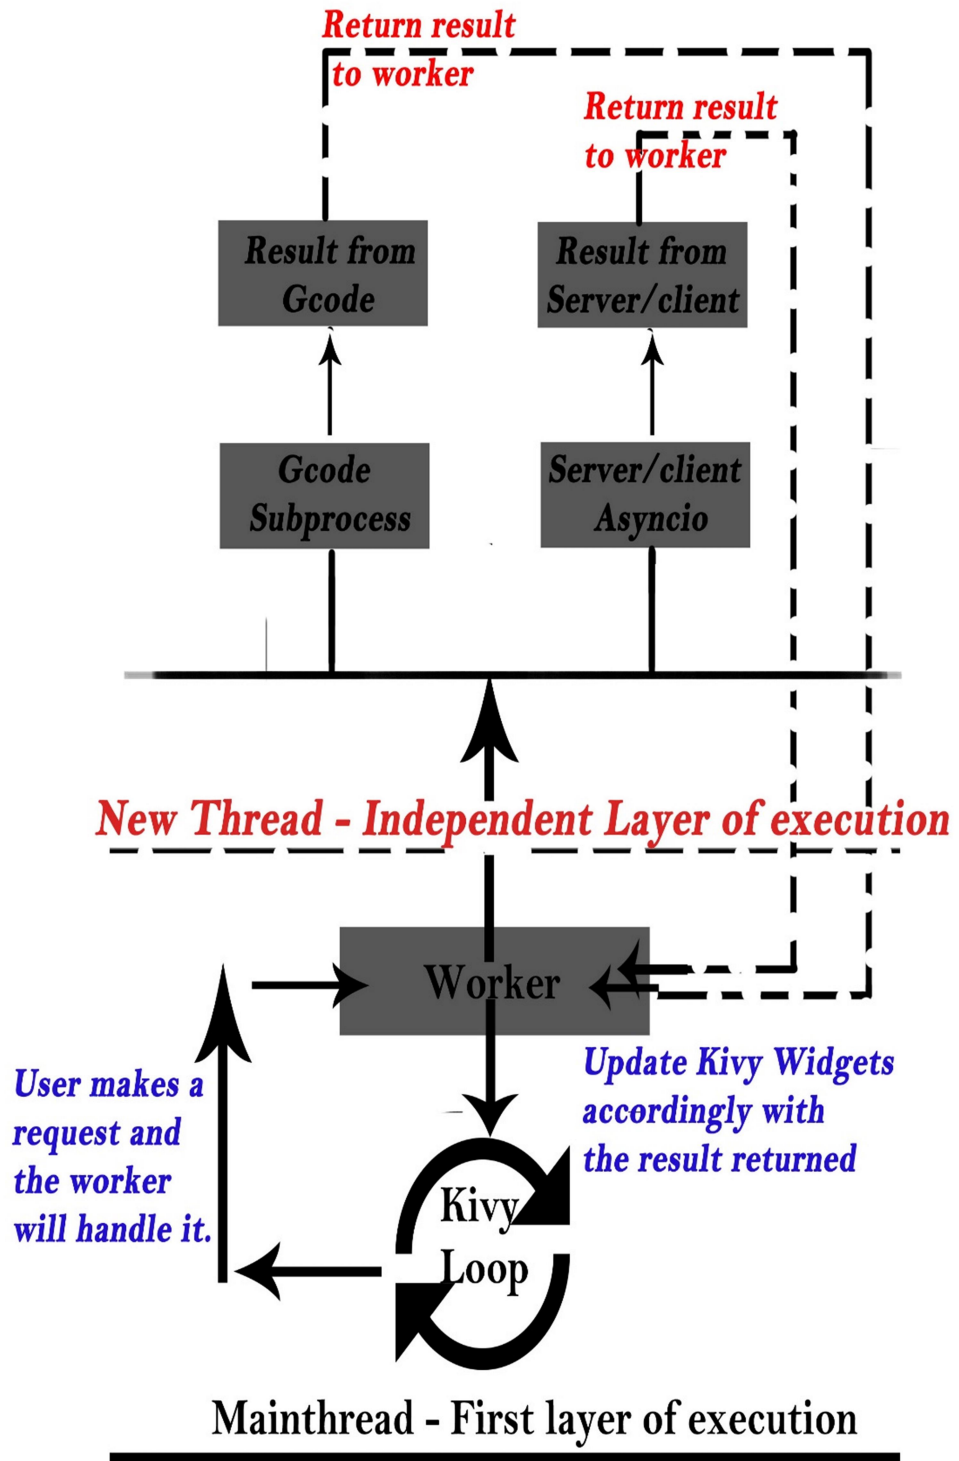 Return result
to worker
Return result
to worker
Result from
Gcode
Result from
Server/client
Gcode
Subprocess
Server/client
Asyncio
New Thread - Independent Layer of execution
Worker
User makes a
request and
the worker
will handle it.
Update Kivy Widgets
accordingly with
the result returned
Kivy
Loop
Mainthread - First layer of execution